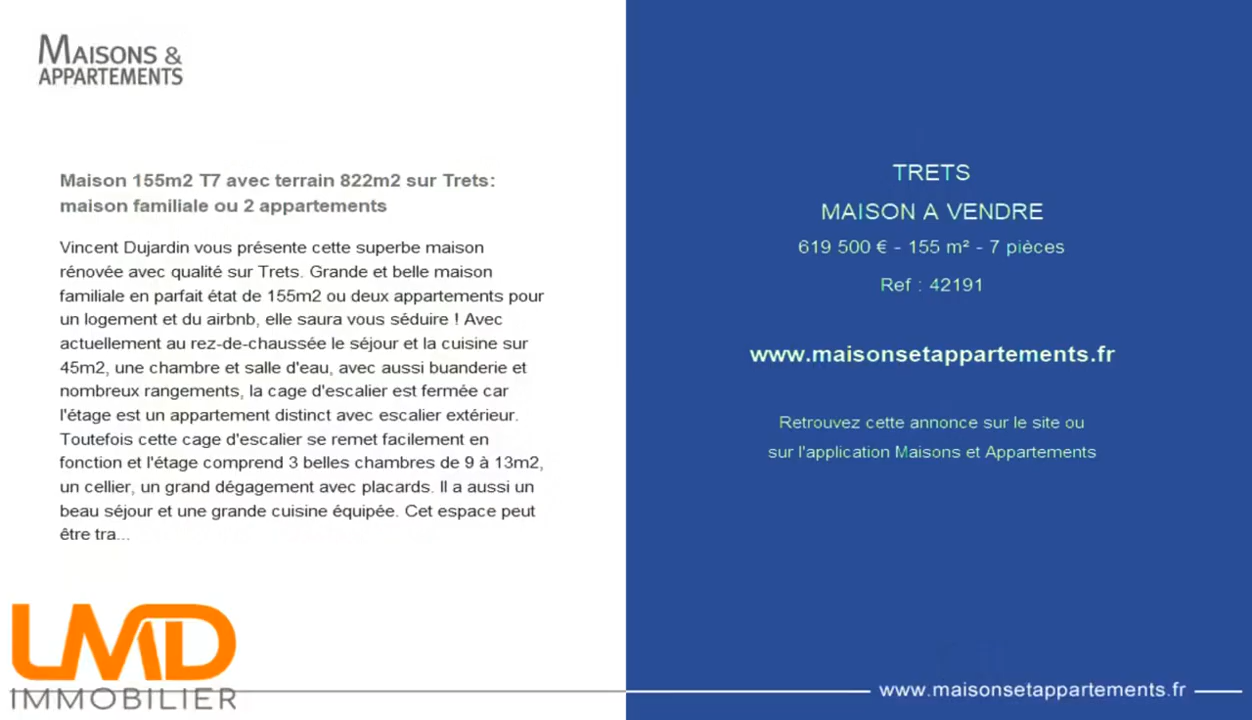 MAISONS &
APPARTEMENTS
Maison 155m2 T7 avec terrain 822m2 sur Trets:
maison familiale ou 2 appartements
Vincent Dujardin vous présente cette superbe maison
rénovée avec qualité sur Trets. Grande et belle maison
familiale en parfait état de 155m2 ou deux appartements pour
un logement et du airbnb, elle saura vous séduire ! Avec
actuellement au rez-de-chaussée le séjour et la cuisine sur
45m2, une chambre et salle d'eau, avec aussi buanderie et
nombreux rangements, la cage d'escalier est fermée car
l'étage est un appartement distinct avec escalier extérieur.
Toutefois cette cage d'escalier se remet facilement en
fonction et l'étage comprend 3 belles chambres de 9 à 13m2,
un cellier, un grand dégagement avec placards. Il a aussi un
beau séjour et une grande cuisine équipée. Cet espace peut
être tra...
LMD
IMMOBILIER
TRETS
MAISON A VENDRE
619 500 € - 155 m² - 7 pièces
Ref : 42191
www.maisonsetappartements.fr
Retrouvez cette annonce sur le site ou
sur l'application Maisons et Appartements
www.maisonsetappartements.fr